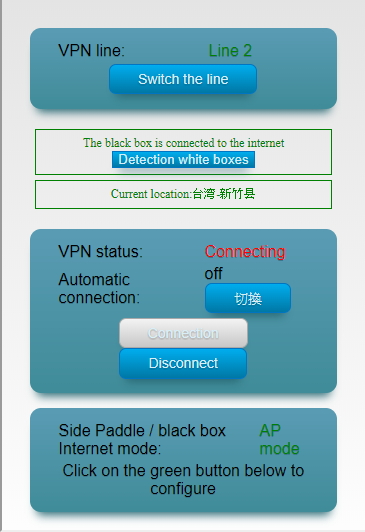 VPN line: Line 2
Switch the line
The black box is connected to the internet
Detection white boxes
Current location:台湾-新竹县
VPN status: Connecting
Automatic connection: off
切換
Connection
Disconnect
Side Paddle / black box
Internet mode: AP mode
Click on the green button below to
configure